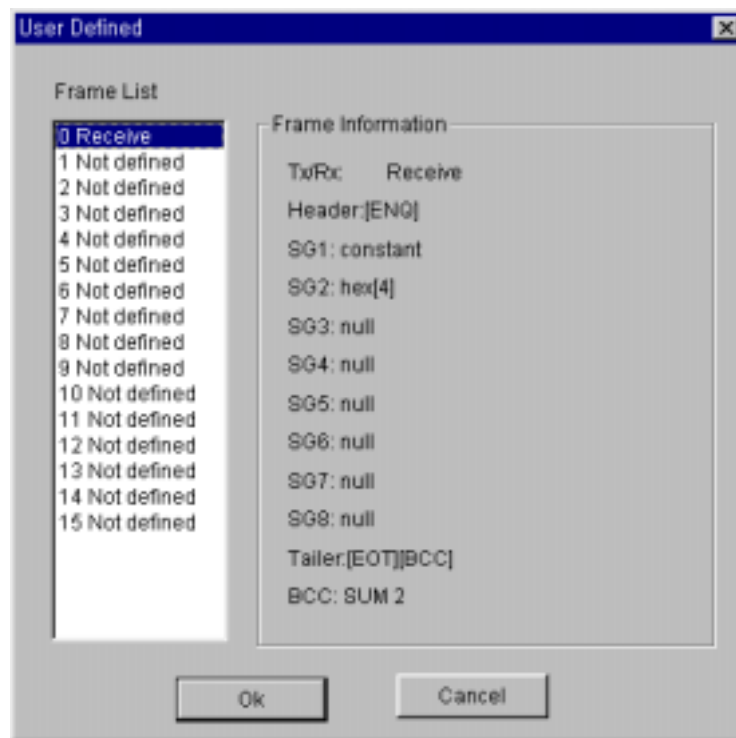 User Defined
Frame List
0 Receive
1 Not defined
2 Not defined
3 Not defined
4 Not defined
5 Not defined
6 Not defined
7 Not defined
8 Not defined
9 Not defined
10 Not defined
11 Not defined
12 Not defined
13 Not defined
14 Not defined
15 Not defined
Frame Information
Tx/Rx: Receive
Header:[ENQ]
SG1: constant
SG2: hex[4]
SG3: null
SG4: null
SG5: null
SG6: null
SG7: null
SG8: null
Tailer:[EOT][BCC]
BCC: SUM 2
Ok
Cancel